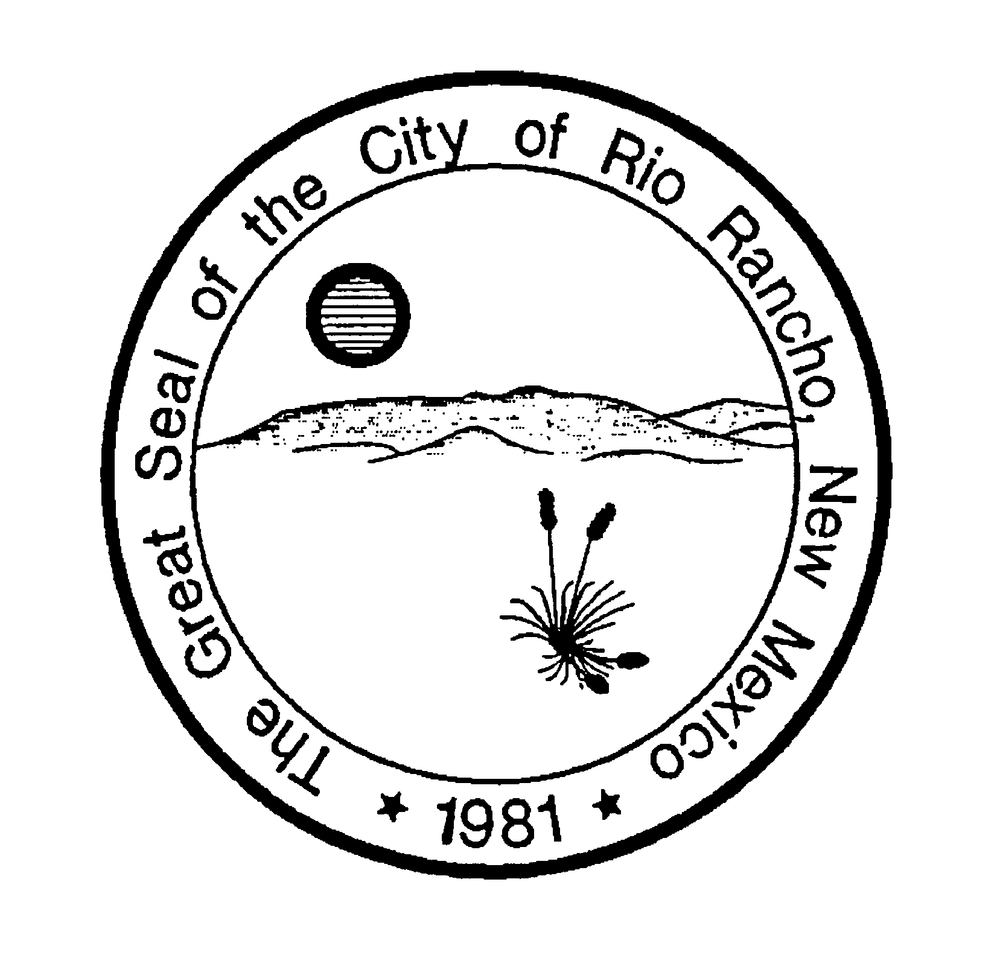 The Great Seal of the City of Rio Rancho, New Mexico
★ 1981 ★